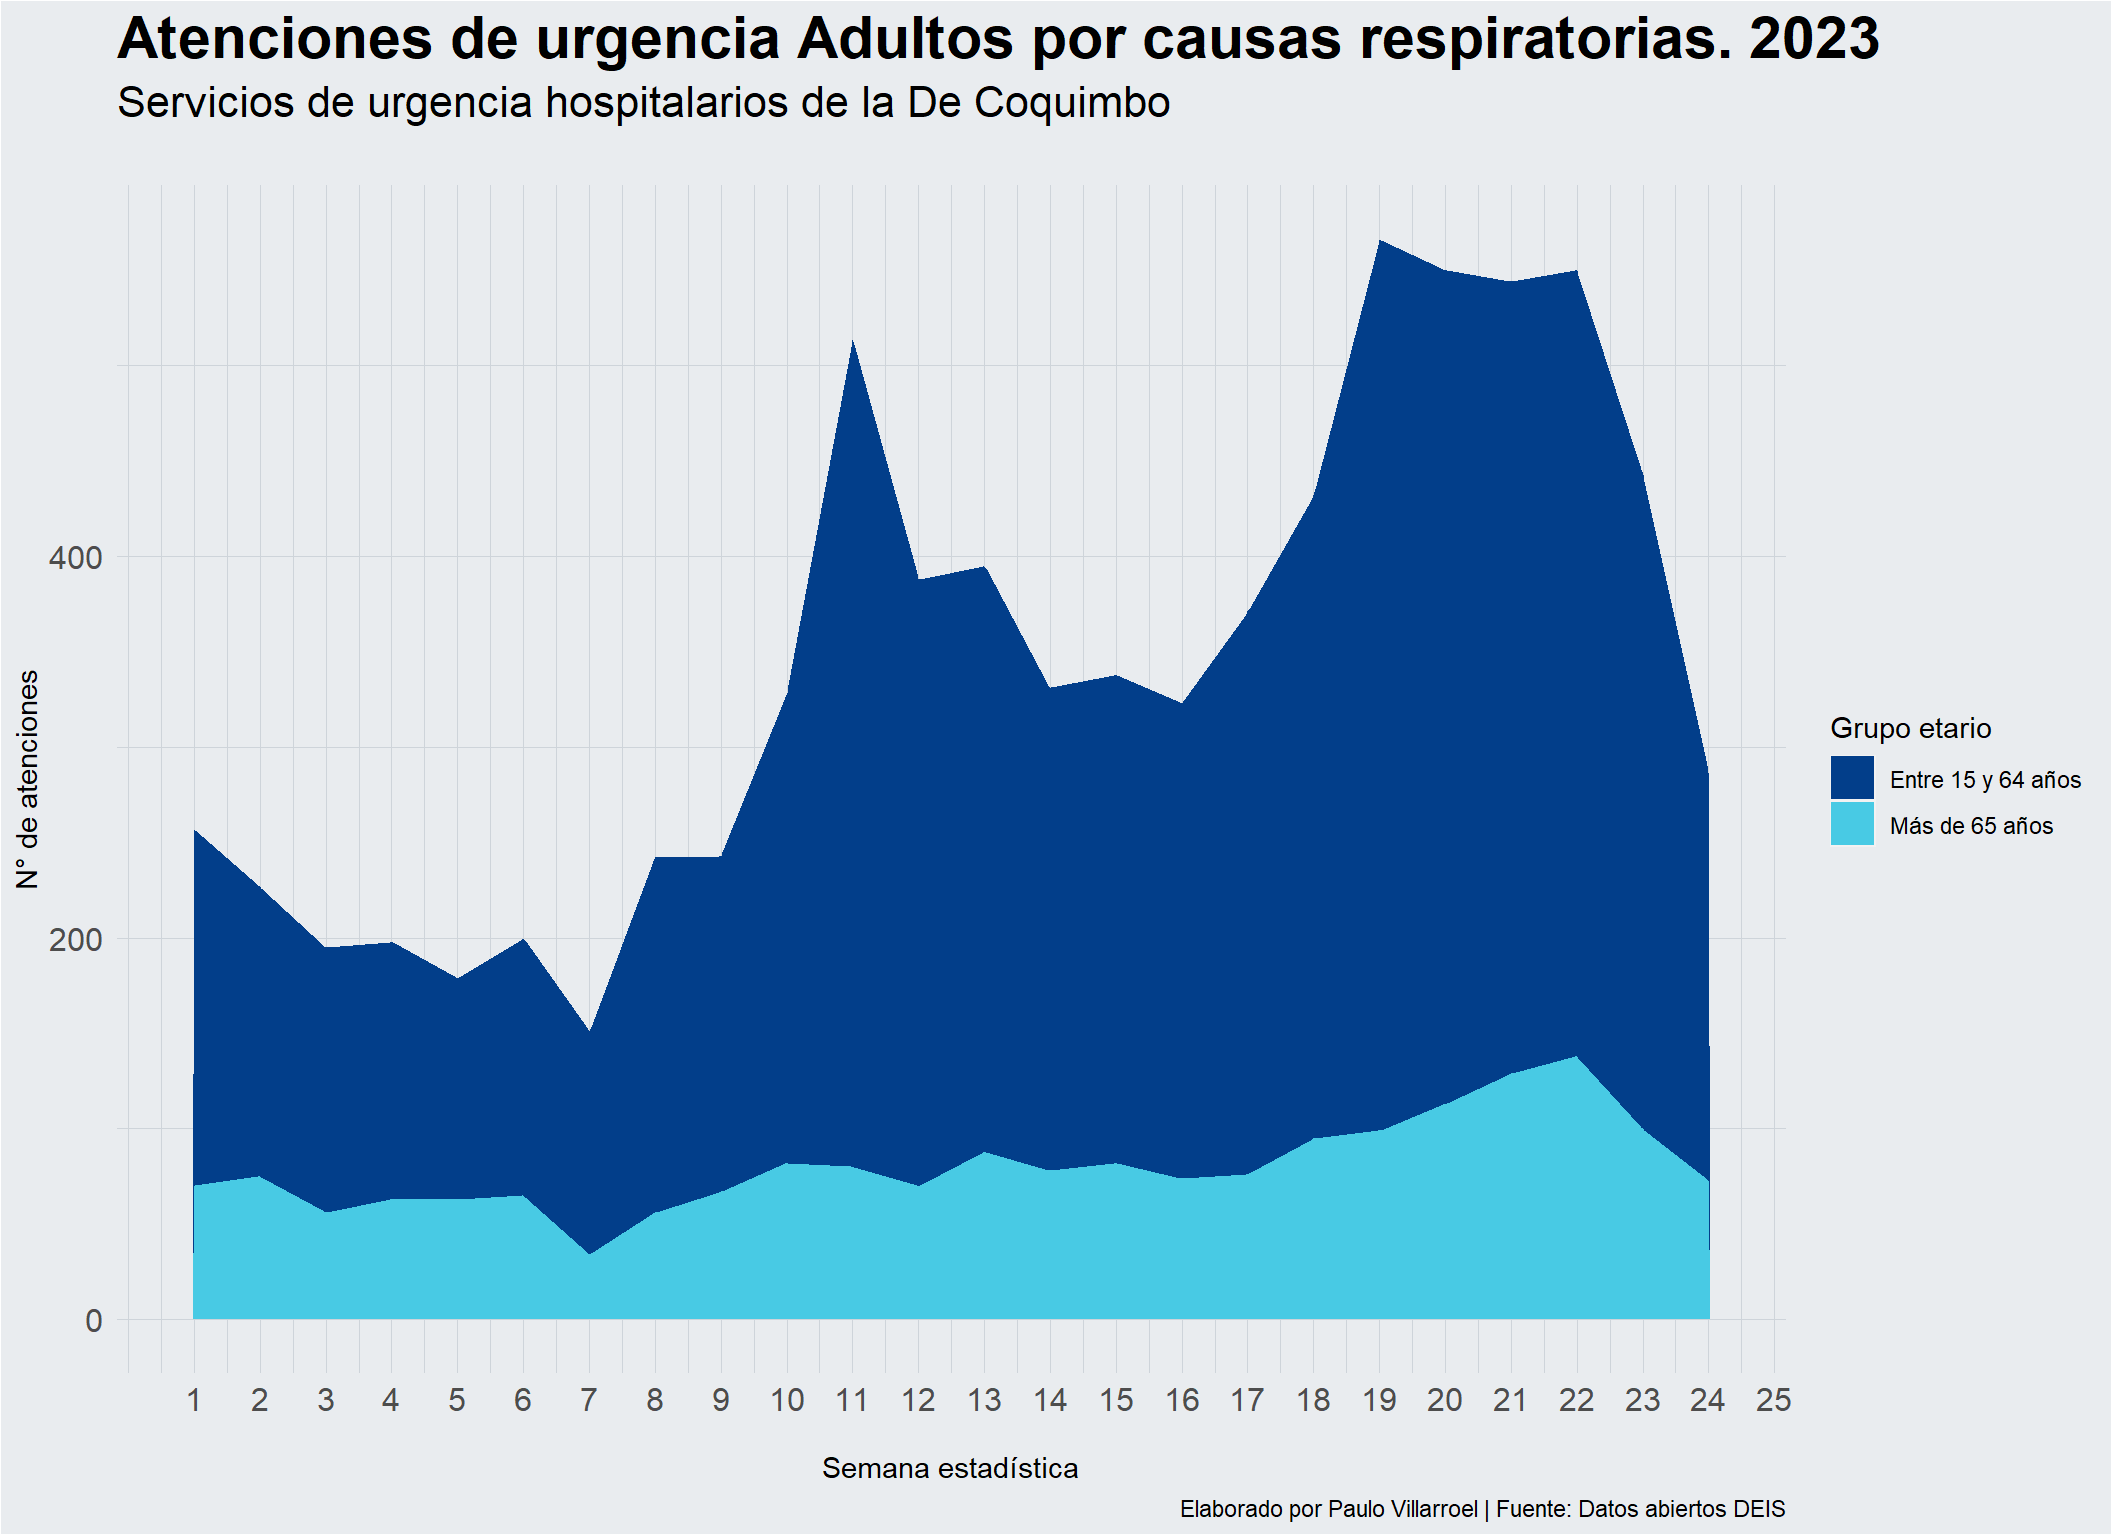 Atenciones de urgencia Adultos por causas respiratorias. 2023
Servicios de urgencia hospitalarios de la De Coquimbo
N° de atenciones
400
200
0
1 2 3 4 5 6 7 8 9 10 11 12 13 14 15 16 17 18 19 20 21 22 23 24 25
Semana estadística
Grupo etario
Entre 15 y 64 años
Más de 65 años
Elaborado por Paulo Villarroel | Fuente: Datos abiertos DEIS